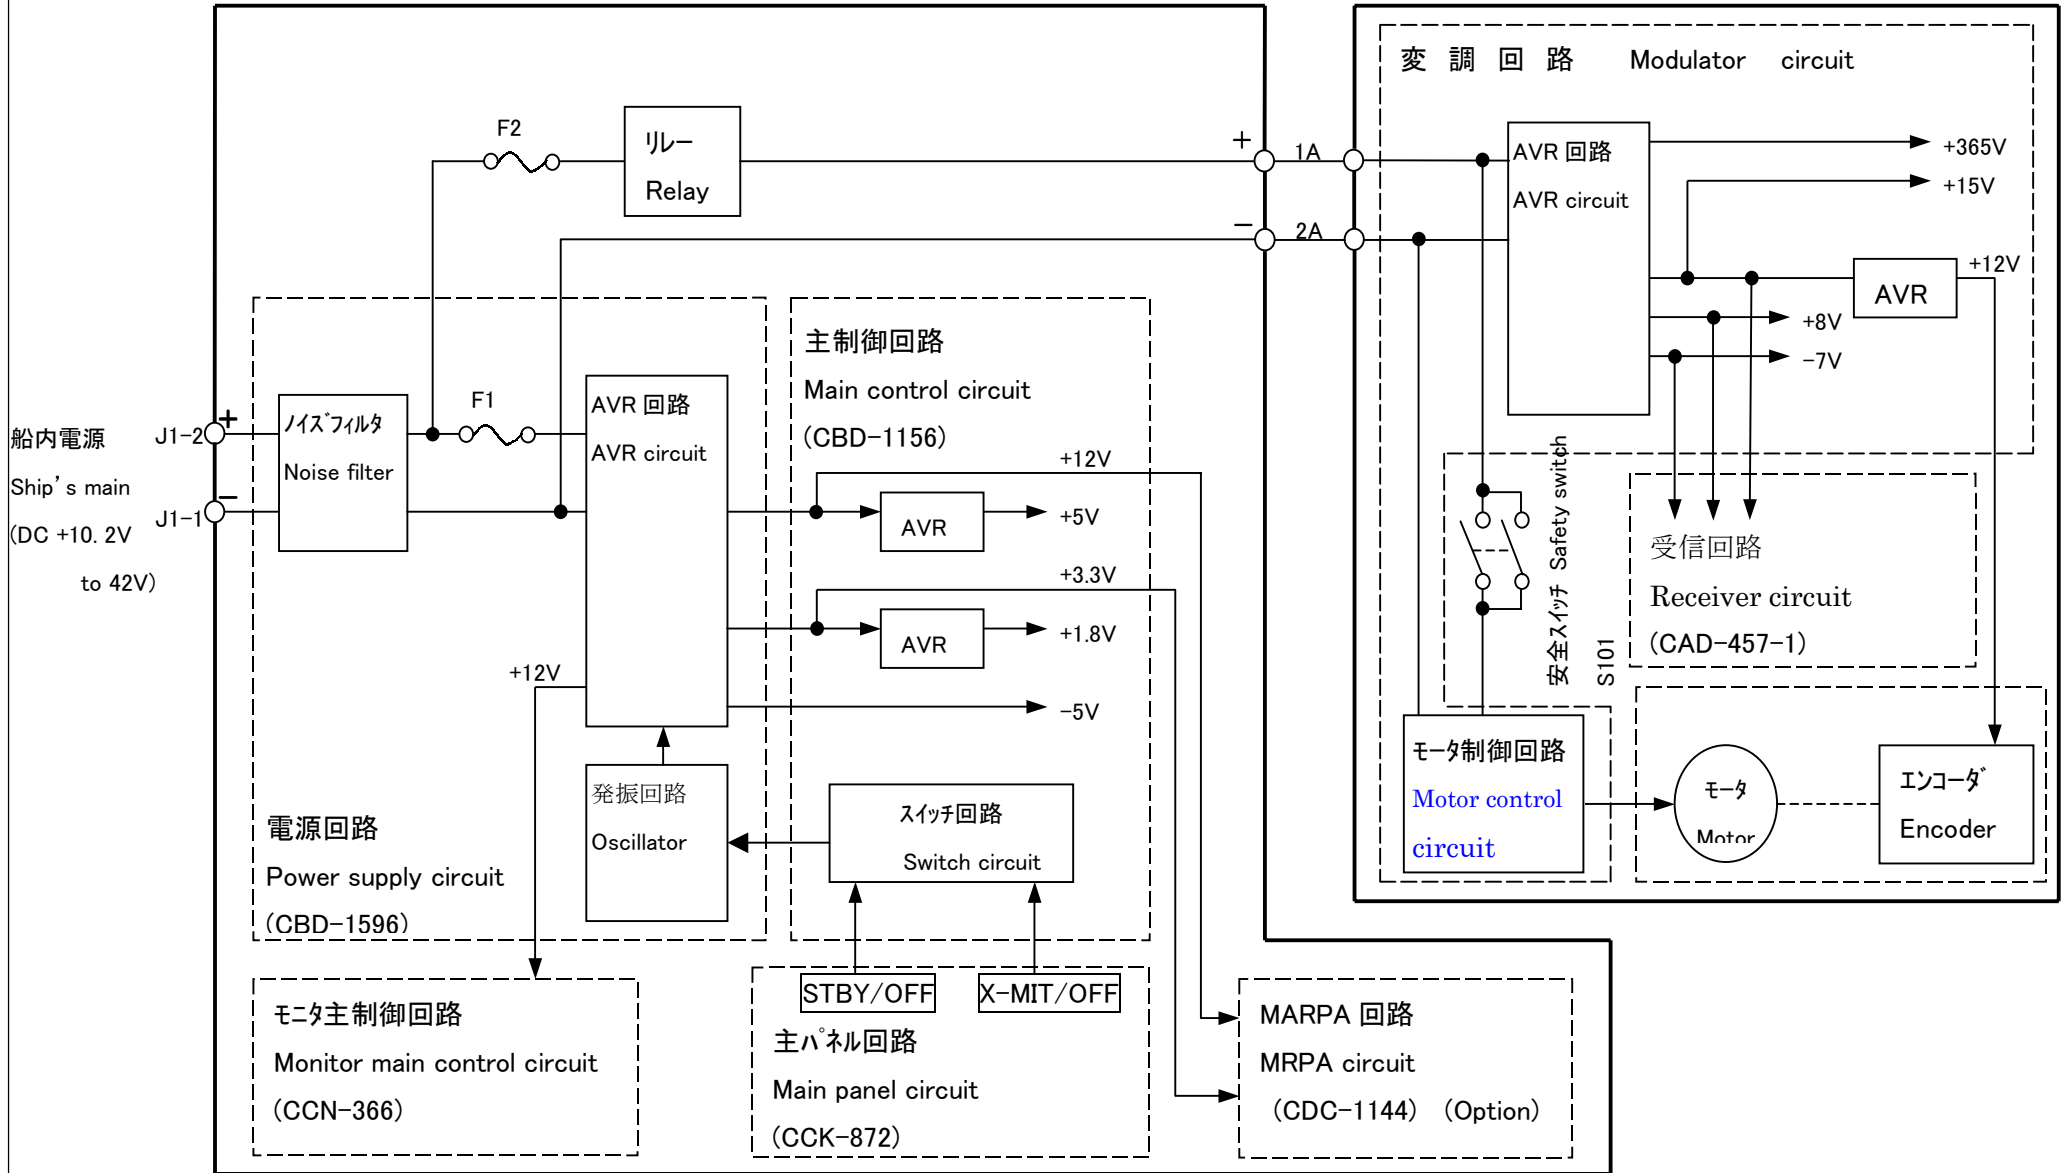 変 調 回 路 Modulator circuit
F2
リレー
Relay
+
1A
−
2A
AVR 回路
AVR circuit
+365V
+15V
+12V
AVR
+8V
−7V
船内電源
Ship's main
(DC +10.2V
to 42V)
J1−2
+
J1−1
−
ノイズフィルタ
Noise filter
F1
AVR 回路
AVR circuit
主制御回路
Main control circuit
(CBD−1156)
+12V
AVR
+5V
+3.3V
AVR
+1.8V
+12V
−5V
発振回路
Oscillator
スイッチ回路
Switch circuit
電源回路
Power supply circuit
(CBD−1596)
安全スイッチ Safety switch
S101
受信回路
Receiver circuit
(CAD−457−1)
モータ制御回路
Motor control
circuit
モータ
Motor
エンコーダ
Encoder
モニタ主制御回路
Monitor main control circuit
(CCN−366)
STBY/OFF
X−MIT/OFF
主パネル回路
Main panel circuit
(CCK−872)
MARPA 回路
MRPA circuit
(CDC−1144) (Option)